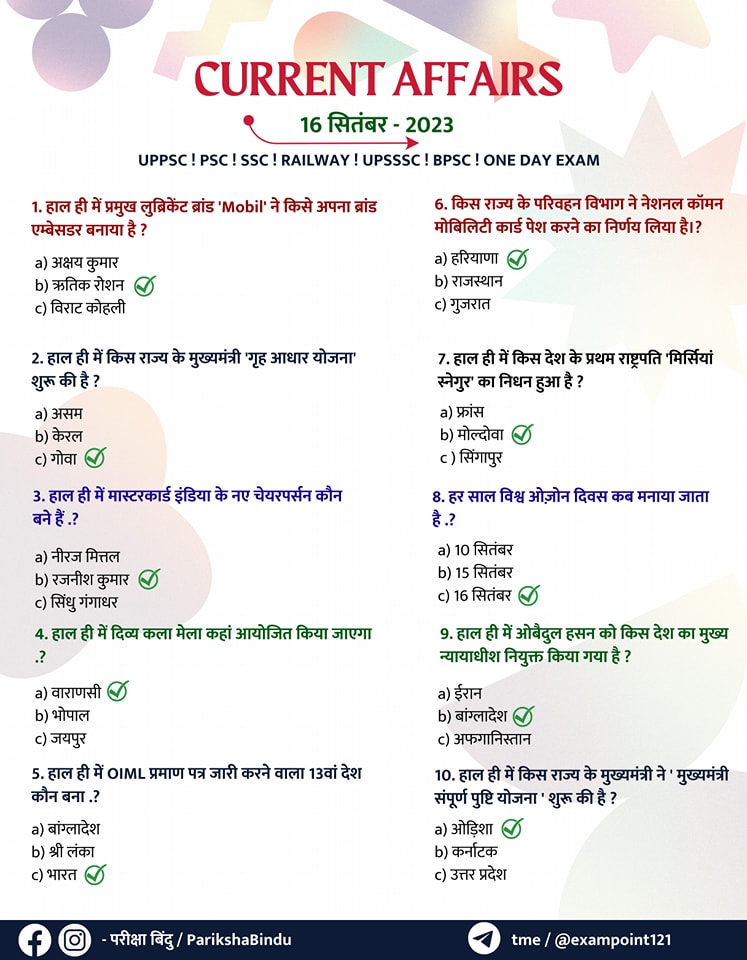 CURRENT AFFAIRS
16 सितंबर - 2023
UPPSC ! PSC ! SSC ! RAILWAY ! UPSSSC ! BPSC ! ONE DAY EXAM
1. हाल ही में प्रमुख लुब्रिकेंट ब्रांड 'Mobil' ने किसे अपना ब्रांड
एम्बेसडर बनाया है ?
a) अक्षय कुमार
b) ऋतिक रोशन
c) विराट कोहली
2. हाल ही में किस राज्य के मुख्यमंत्री 'गृह आधार योजना'
शुरू की है ?
a) असम
b) केरल
c) गोवा
3. हाल ही में मास्टरकार्ड इंडिया के नए चेयरपर्सन कौन
बने हैं .?
a) नीरज मित्तल
b) रजनीश कुमार
c) सिंधु गंगाधर
4. हाल ही में दिव्य कला मेला कहां आयोजित किया जाएगा
.?
a) वाराणसी
b) भोपाल
c) जयपुर
5. हाल ही में OIML प्रमाण पत्र जारी करने वाला 13वां देश
कौन बना .?
a) बांग्लादेश
b) श्री लंका
c) भारत
6. किस राज्य के परिवहन विभाग ने नेशनल कॉमन
मोबिलिटी कार्ड पेश करने का निर्णय लिया है।?
a) हरियाणा
b) राजस्थान
c) गुजरात
7. हाल ही में किस देश के प्रथम राष्ट्रपति 'मिर्सियां
स्नेगुर' का निधन हुआ है ?
a) फ्रांस
b) मोल्दोवा
c ) सिंगापुर
8. हर साल विश्व ओज़ोन दिवस कब मनाया जाता
है .?
a) 10 सितंबर
b) 15 सितंबर
c) 16 सितंबर
9. हाल ही में ओबैदुल हसन को किस देश का मुख्य
न्यायाधीश नियुक्त किया गया है ?
a) ईरान
b) बांग्लादेश
c) अफगानिस्तान
10. हाल ही में किस राज्य के मुख्यमंत्री ने ' मुख्यमंत्री
संपूर्ण पुष्टि योजना ' शुरू की है ?
a) ओड़िशा
b) कर्नाटक
c) उत्तर प्रदेश
- परीक्षा बिंदु / ParikshaBindu
tme / @exampoint121